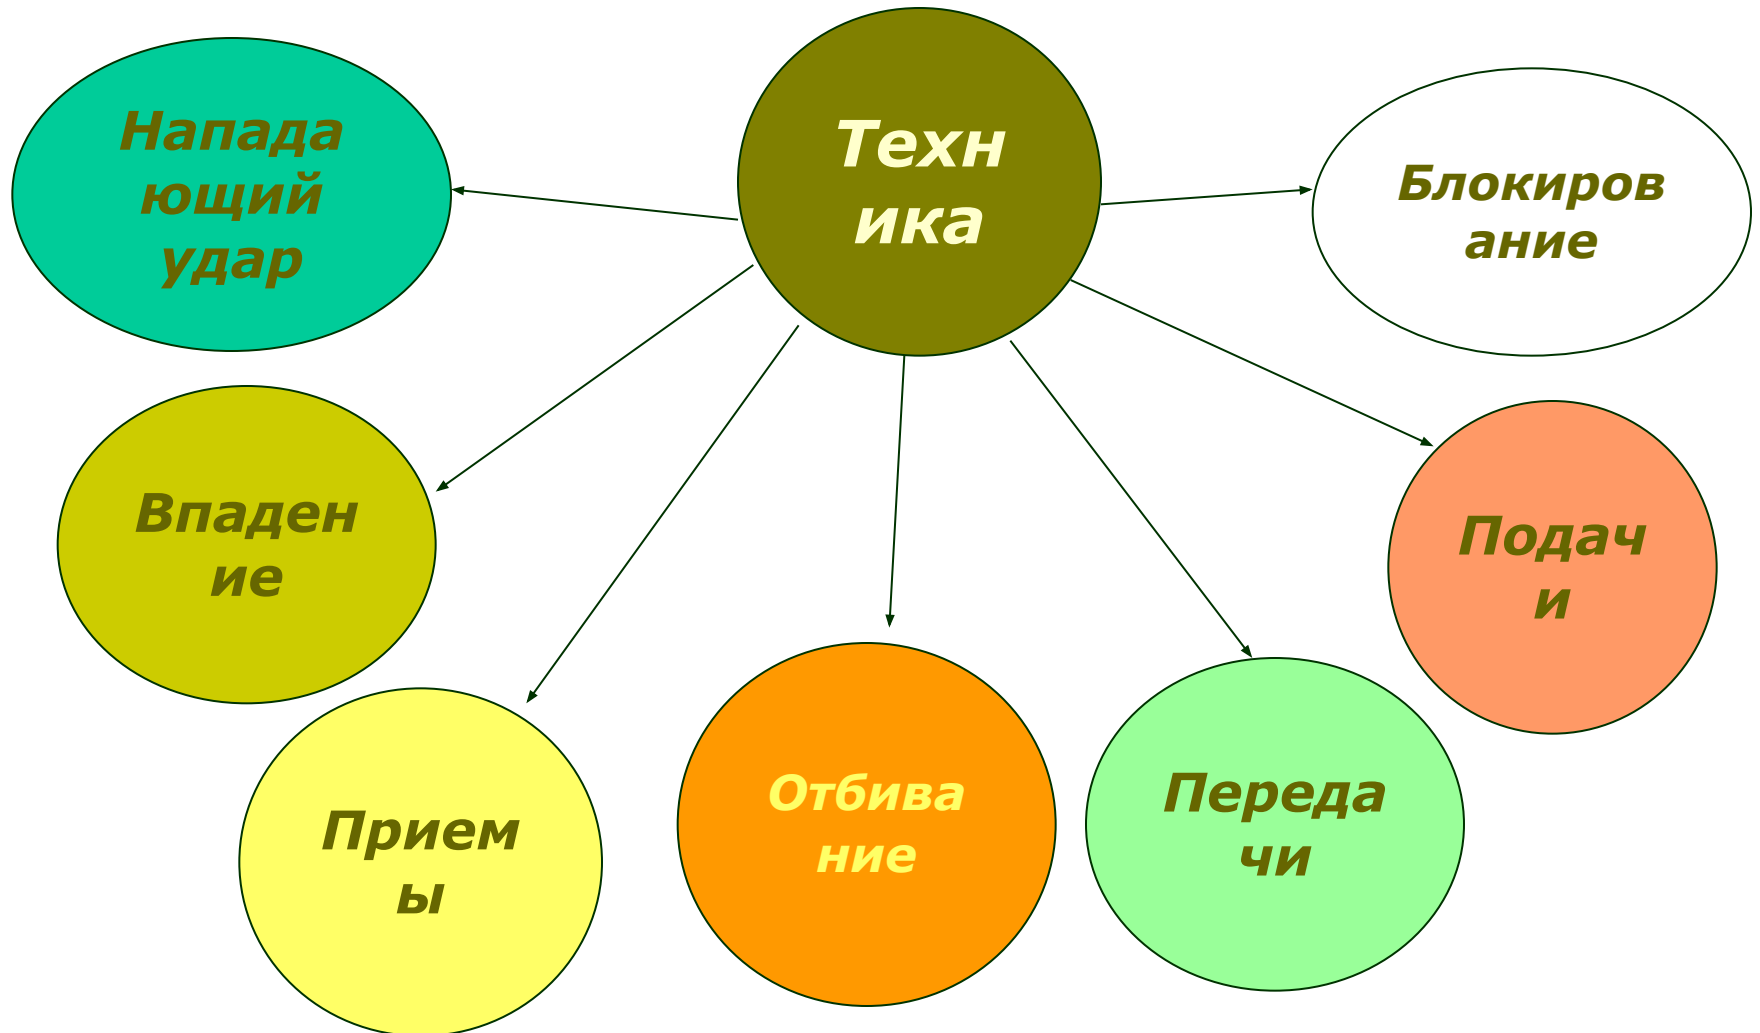 Напада
ющий
удар
Техн
ика
Блокиров
ание
Впаден
ие
Подач
и
Прием
ы
Отбива
ние
Переда
чи